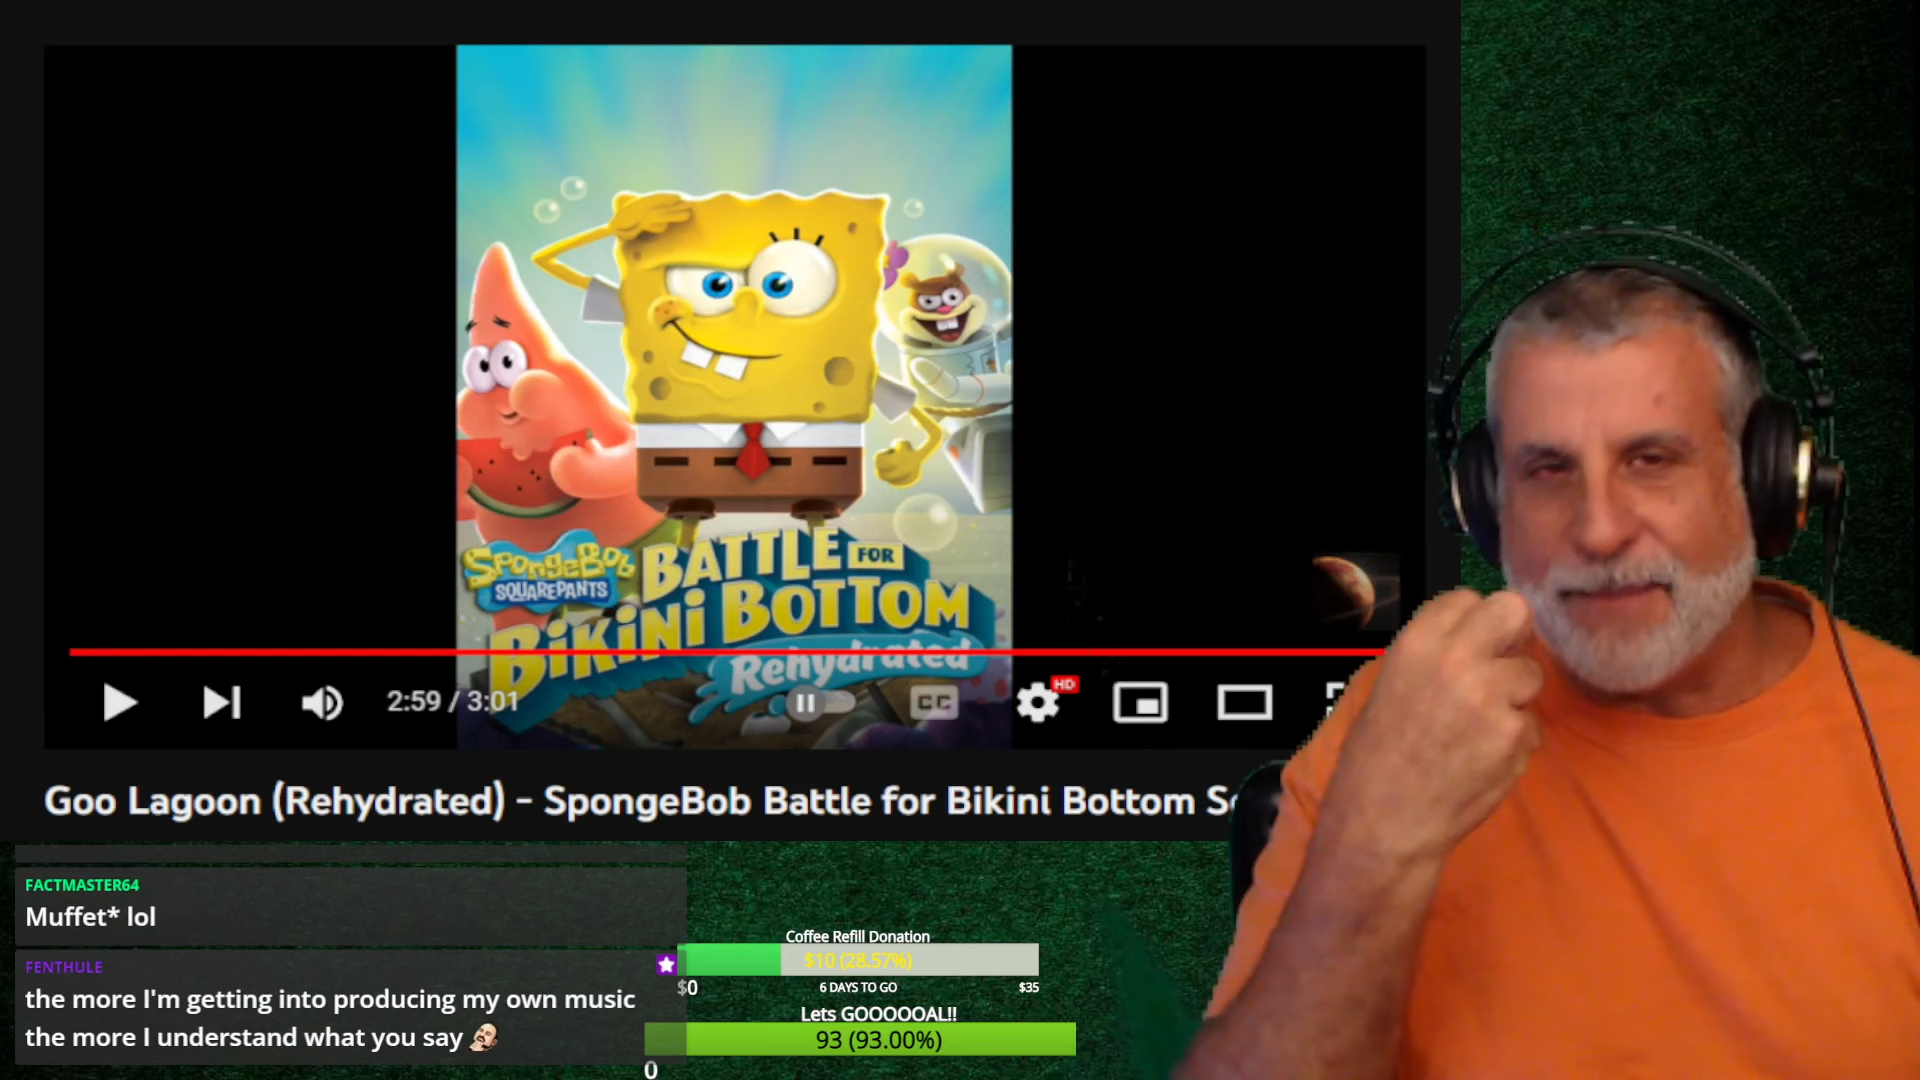 SPONGEBOB
SQUAREPANTS
BATTLE FOR
BIKINI BOTTOM
Rehydrated
2:59 / 3:01
CC
HD
Goo Lagoon (Rehydrated) - SpongeBob Battle for Bikini Bottom
FACTMASTER64
Muffet* lol
FENTHULE
the more I'm getting into producing my own music
the more I understand what you say
Coffee Refill Donation
$10 (28.57%)
$0
6 DAYS TO GO
$35
Lets GOOOOOAL!!
93 (93.00%)
0